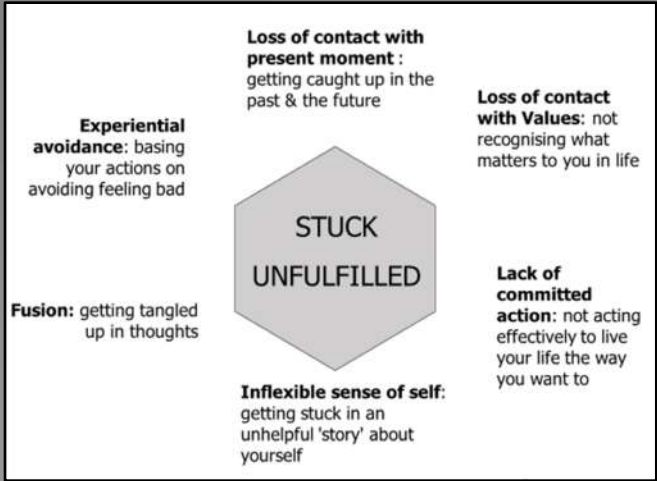 Loss of contact with
present moment :
getting caught up in the
past & the future
Loss of contact
with Values: not
recognising what
matters to you in life
Experiential
avoidance: basing
your actions on
avoiding feeling bad
STUCK
UNFULFILLED
Fusion: getting tangled
up in thoughts
Lack of
committed
action: not acting
effectively to live
your life the way
you want to
Inflexible sense of self:
getting stuck in an
unhelpful 'story' about
yourself